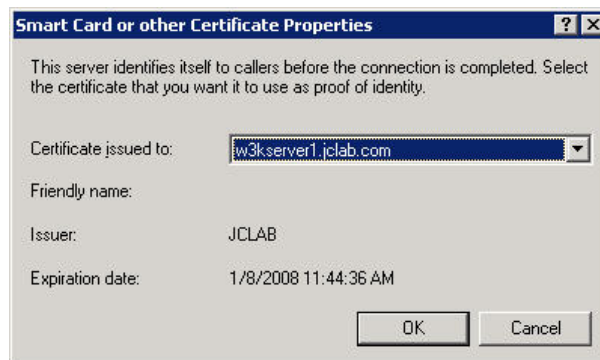 Smart Card or other Certificate Properties ? X
This server identifies itself to callers before the connection is completed. Select
the certificate that you want it to use as proof of identity.
Certificate issued to: w3kserver1.jclab.com
Friendly name:
Issuer: JCLAB
Expiration date: 1/8/2008 11:44:36 AM
OK Cancel